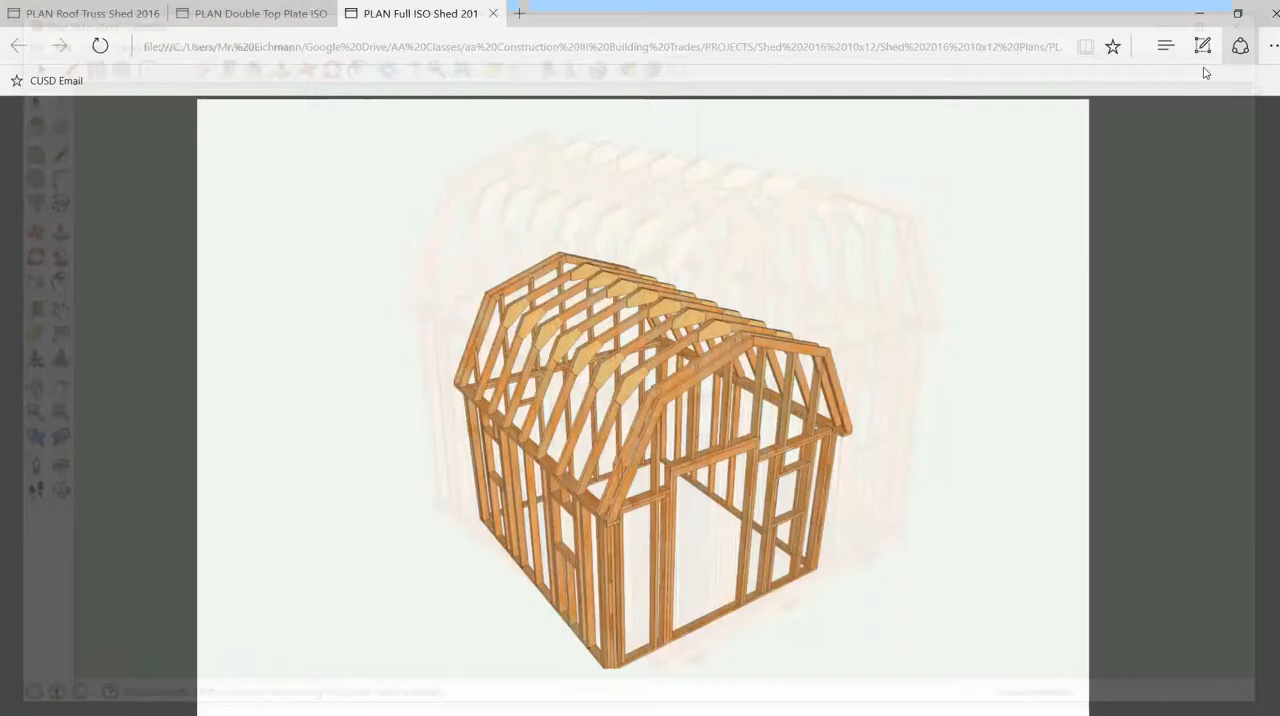 PLAN Roof Truss Shed 2016
PLAN Double Top Plate ISO
PLAN Full ISO Shed 201
file:///C:/Users/Mr.%20Eichmann/Google%20Drive/AA%20Classes/aa%20Construction%20III%20Building%20Trades/PROJECTS/Shed%202016%2010x12/Shed%202016%2010x12%20Plans/PL
CUSD Email